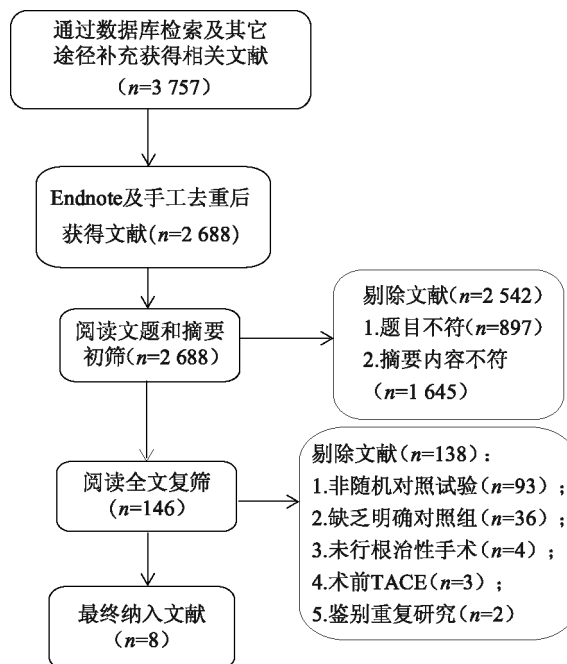 通过数据库检索及其它
途径补充获得相关文献
(n=3 757)
Endnote及手工去重后
获得文献(n=2 688)
阅读文题和摘要
初筛(n=2 688)
剔除文献(n=2 542)
1.题目不符(n=897)
2.摘要内容不符
(n=1 645)
阅读全文复筛
(n=146)
剔除文献(n=138)：
1.非随机对照试验(n=93)；
2.缺乏明确对照组(n=36)；
3.未行根治性手术(n=4)；
4.术前TACE(n=3)；
5.鉴别重复研究(n=2)
最终纳入文献
(n=8)